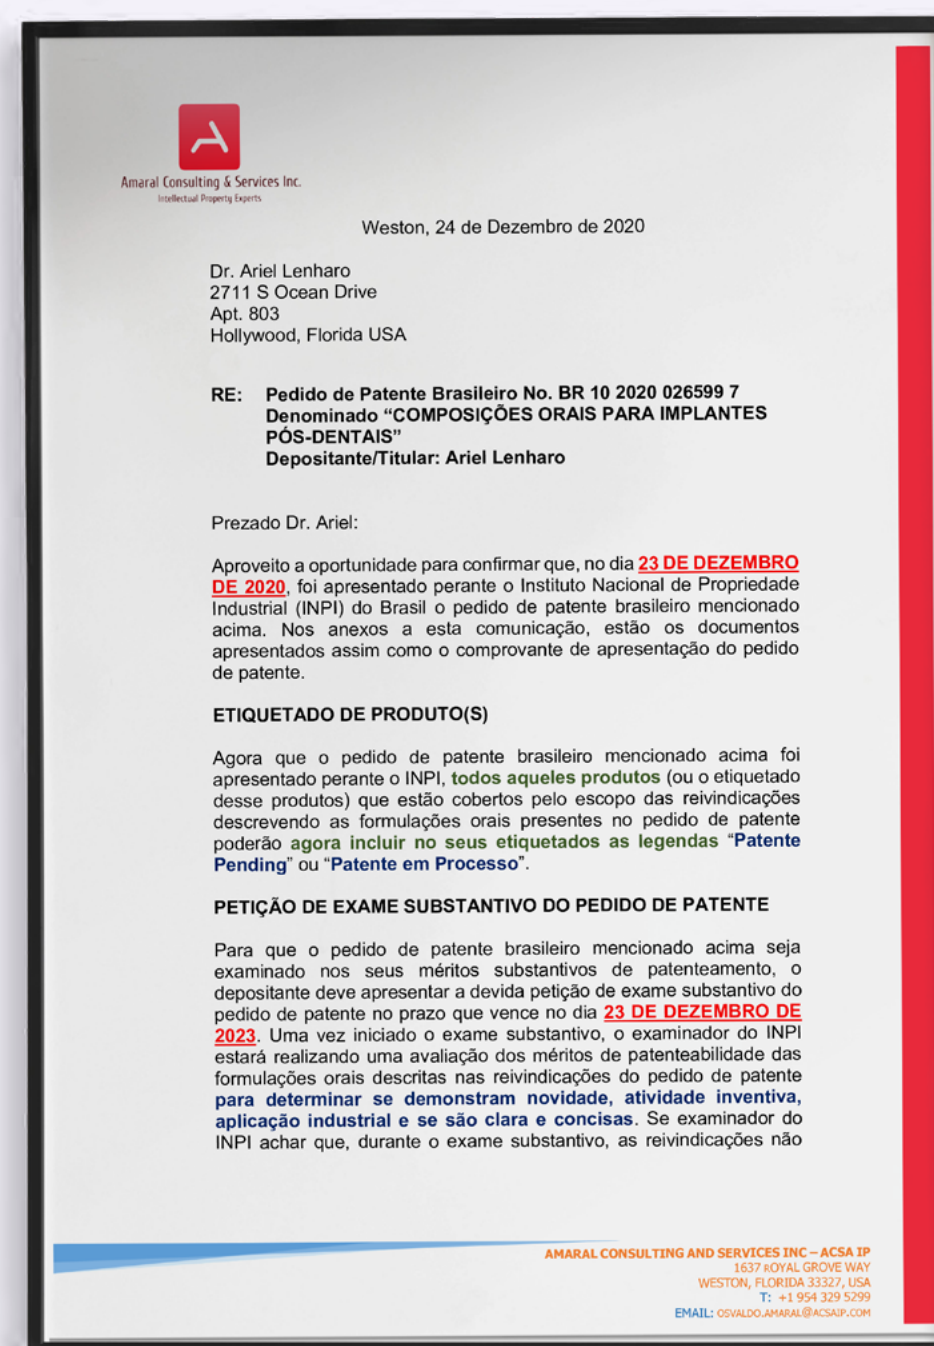 Amaral Consulting & Services Inc.
Intellectual Property Experts
Weston, 24 de Dezembro de 2020
Dr. Ariel Lenharo
2711 S Ocean Drive
Apt. 803
Hollywood, Florida USA
RE: Pedido de Patente Brasileiro No. BR 10 2020 026599 7
Denominado “COMPOSIÇÕES ORAIS PARA IMPLANTES
PÓS-DENTAIS”
Depositante/Titular: Ariel Lenharo
Prezado Dr. Ariel:
Aproveito a oportunidade para confirmar que, no dia 23 DE DEZEMBRO
DE 2020, foi apresentado perante o Instituto Nacional de Propriedade
Industrial (INPI) do Brasil o pedido de patente brasileiro mencionado
acima. Nos anexos a esta comunicação, estão os documentos
apresentados assim como o comprovante de apresentação do pedido
de patente.
ETIQUETADO DE PRODUTO(S)
Agora que o pedido de patente brasileiro mencionado acima foi
apresentado perante o INPI, todos aqueles produtos (ou o etiquetado
desse produtos) que estão cobertos pelo escopo das reivindicações
descrevendo as formulações orais presentes no pedido de patente
poderão agora incluir no seus etiquetados as legendas “Patente
Pending” ou “Patente em Processo”.
PETIÇÃO DE EXAME SUBSTANTIVO DO PEDIDO DE PATENTE
Para que o pedido de patente brasileiro mencionado acima seja
examinado nos seus méritos substantivos de patenteamento, o
depositante deve apresentar a devida petição de exame substantivo do
pedido de patente no prazo que vence no dia 23 DE DEZEMBRO DE
2023. Uma vez iniciado o exame substantivo, o examinador do INPI
estará realizando uma avaliação dos méritos de patenteabilidade das
formulações orais descritas nas reivindicações do pedido de patente
para determinar se demonstram novidade, atividade inventiva,
aplicação industrial e se são clara e concisas. Se examinador do
INPI achar que, durante o exame substantivo, as reivindicações não
AMARAL CONSULTING AND SERVICES INC – ACSA IP
1637 ROYAL GROVE WAY
WESTON, FLORIDA 33327, USA
T: +1 954 329 5299
EMAIL: OSVALDO.AMARAL@ACSAIP.COM